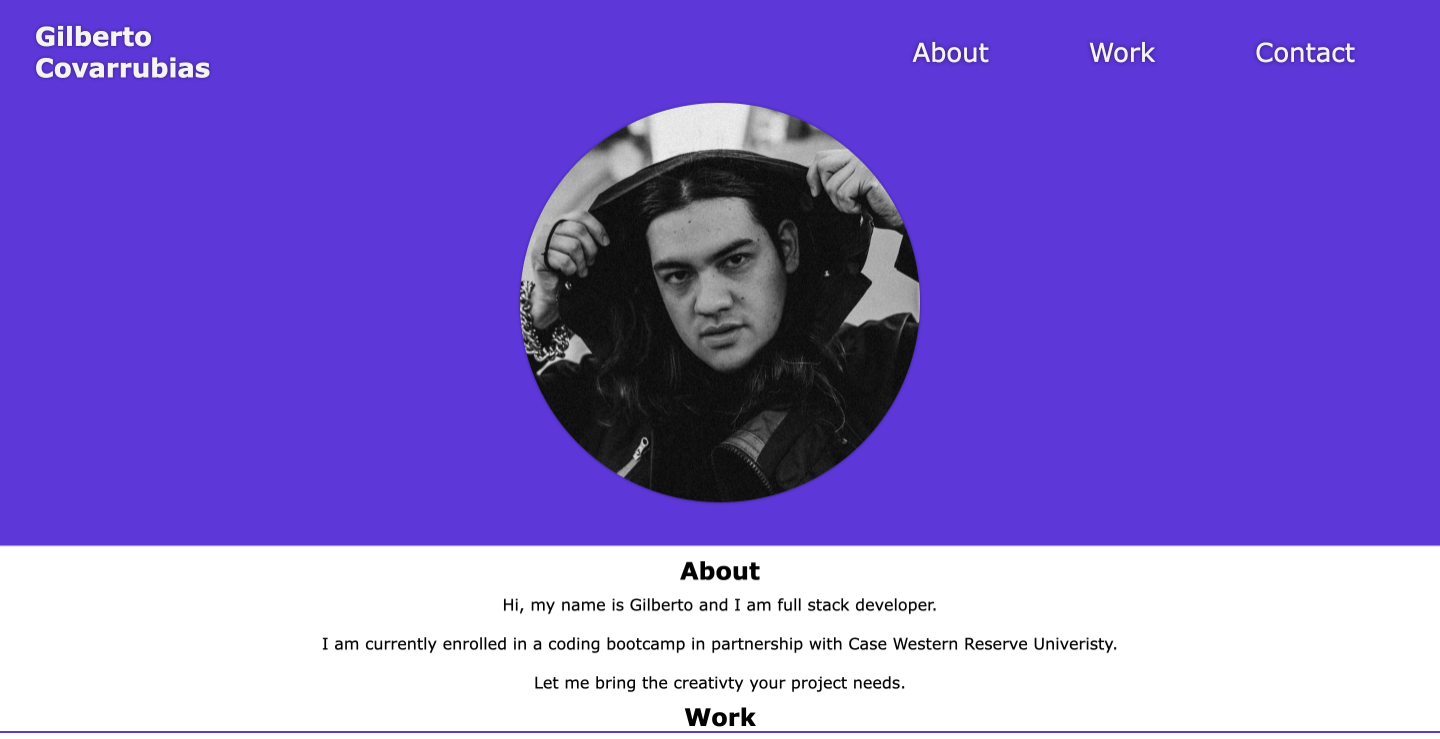 Gilberto
Covarrubias
About
Work
Contact
About
Hi, my name is Gilberto and I am full stack developer.
I am currently enrolled in a coding bootcamp in partnership with Case Western Reserve Univeristy.
Let me bring the creativty your project needs.
Work